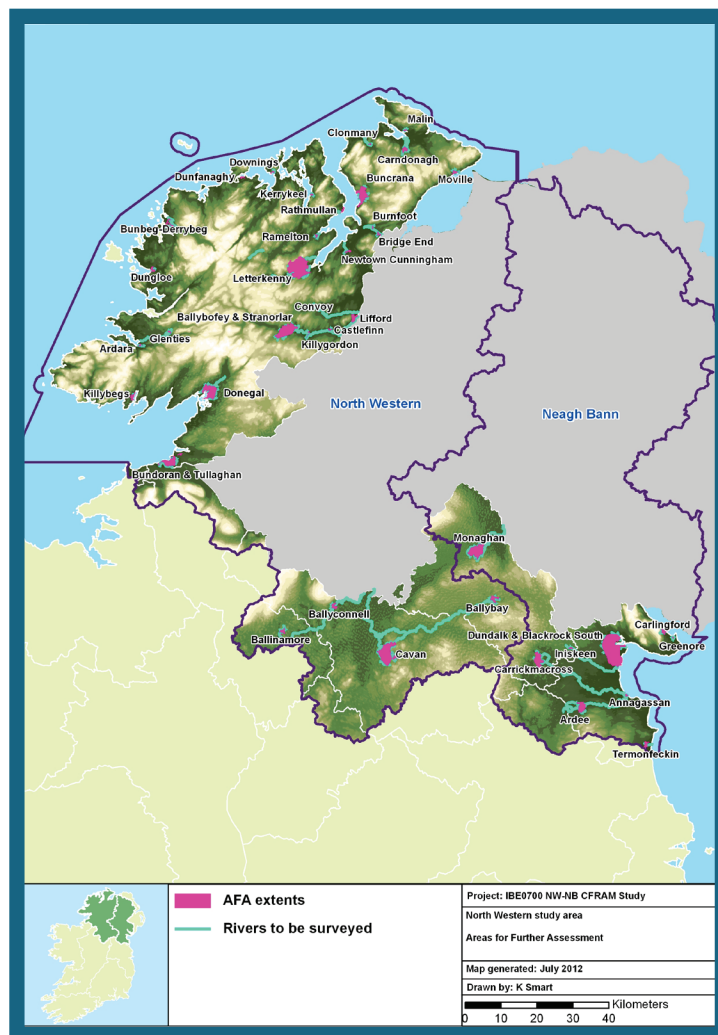 Malin
Clonmany
Carndonagh
Downings
Dunfanaghy
Buncrana
Moville
Kerrykeel
Rathmullan
Burnfoot
Bunbeg-Derrybeg
Ramelton
Bridge End
Newtown Cunningham
Dungloe
Letterkenny
Convoy
Ballybofey & Stranorlar
Lifford
Castlefinn
Glenties
Killygordon
Ardara
Killybegs
Donegal
North Western
Neagh Bann
Bundoran & Tullaghan
Monaghan
Ballyconnell
Ballybay
Carlingford
Ballinamore
Dundalk & Blackrock South
Greenore
Cavan
Iniskeen
Carrickmacross
Annagassan
Ardee
Termonfeckin
AFA extents
Rivers to be surveyed
Project: IBE0700 NW-NB CFRAM Study
North Western study area
Areas for Further Assessment
Map generated: July 2012
Drawn by: K Smart
Kilometers
0 10 20 30 40